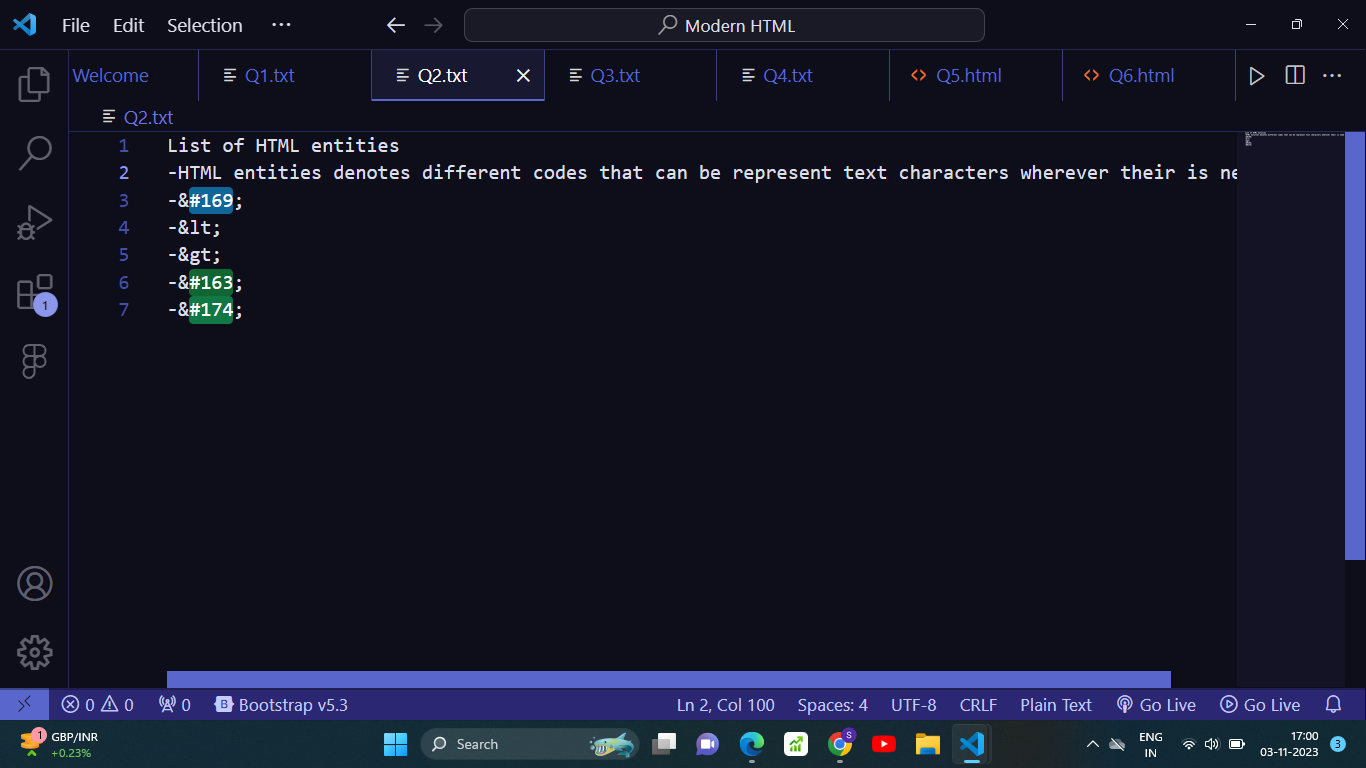 File Edit Selection ··· Modern HTML
Welcome Q1.txt Q2.txt Q3.txt Q4.txt Q5.html Q6.html
Q2.txt
1 List of HTML entities
2 -HTML entities denotes different codes that can be represent text characters wherever their is ne
3 -&#169;
4 -&lt;
5 -&gt;
6 -&#163;
7 -&#174;
1
0 0 0 B Bootstrap v5.3 Ln 2, Col 100 Spaces: 4 UTF-8 CRLF Plain Text Go Live Go Live
1 GBP/INR
+0.23%
Search
S
ENG
IN
17:00
03-11-2023
3